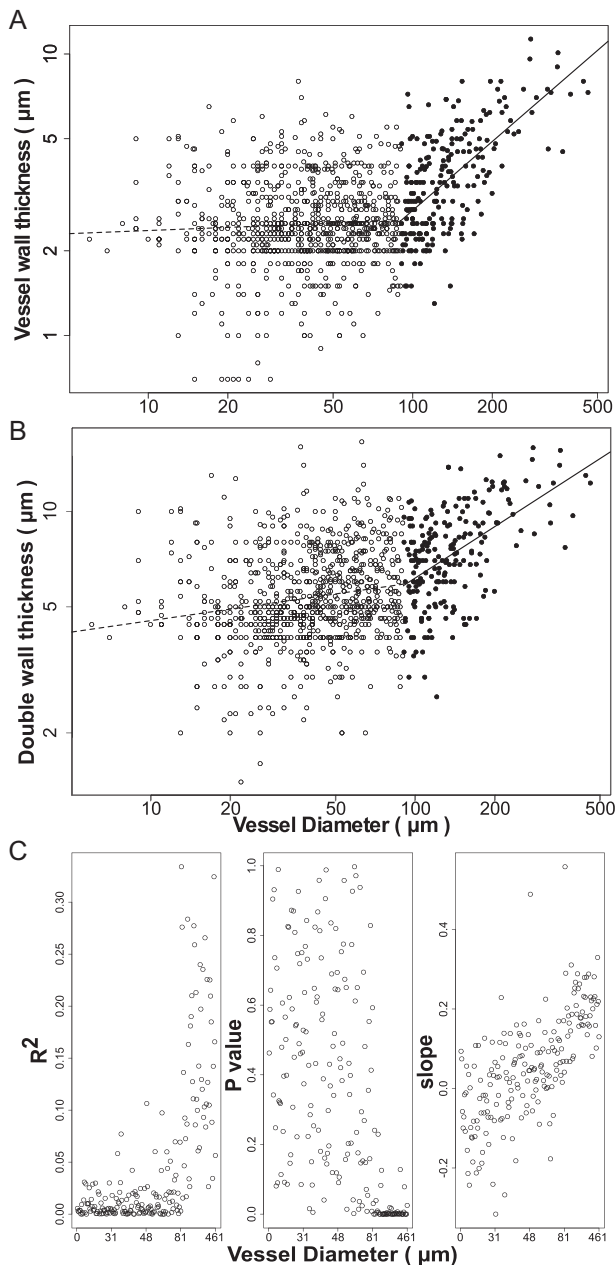 A
Vessel wall thickness ( µm )
10
5
2
1
10 20 50 100 200 500
B
Double wall thickness ( µm )
10
5
2
10 20 50 100 200 500
Vessel Diameter ( µm )
C
R2
0.30
0.25
0.20
0.15
0.10
0.05
0.00
0 31 48 81 461
P value
1.0
0.8
0.6
0.4
0.2
0.0
0 31 48 81 461
slope
0.4
0.2
0.0
-0.2
0 31 48 81 461
Vessel Diameter ( µm )